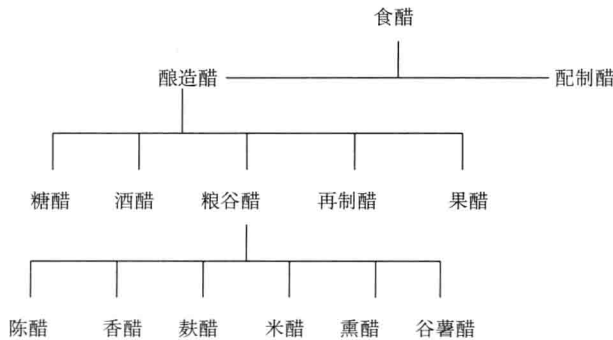 食醋
酿造醋 配制醋
糖醋 酒醋 粮谷醋 再制醋 果醋
陈醋 香醋 麸醋 米醋 熏醋 谷薯醋